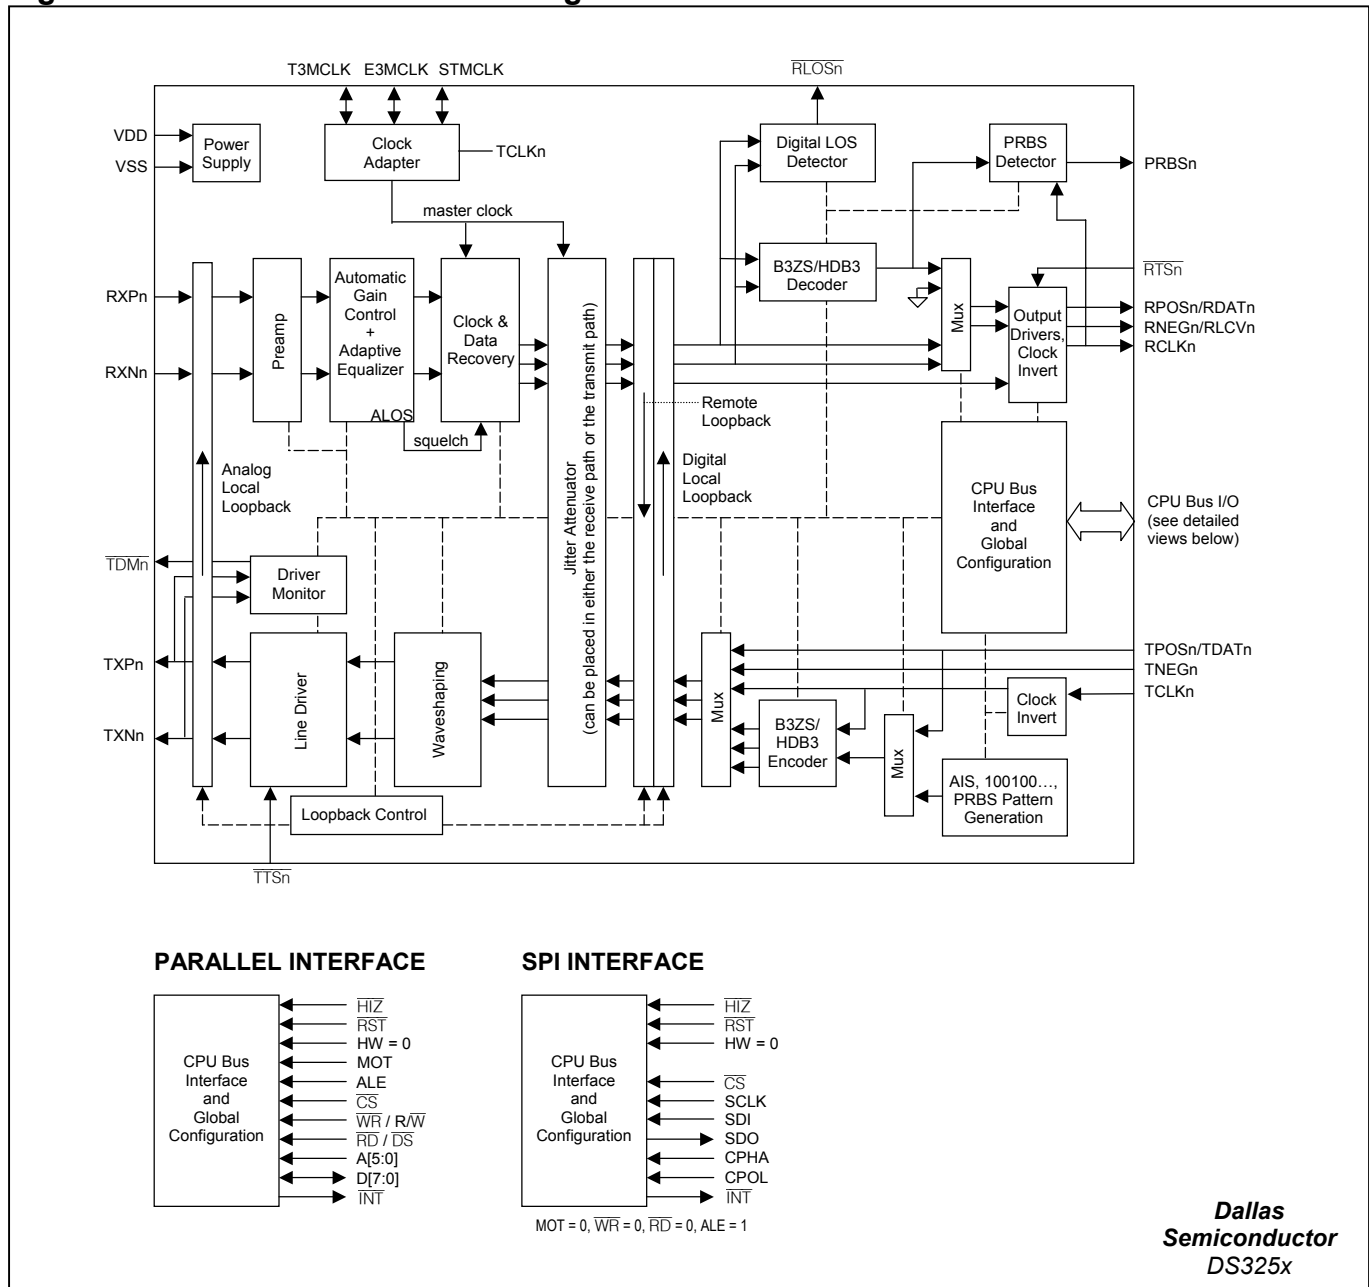 T3MCLK E3MCLK STMCLK
RLOSn
VDD
VSS
Power
Supply
Clock
Adapter
TCLKn
Digital LOS
Detector
PRBS
Detector
PRBSn
master clock
RXPn
RXNn
Preamp
Automatic
Gain
Control
+
Adaptive
Equalizer
ALOS
squelch
Clock &
Data
Recovery
Jitter Attenuator
(can be placed in either the receive path or the transmit path)
B3ZS/HDB3
Decoder
Mux
RTSn
Output
Drivers,
Clock
Invert
RPOSn/RDATn
RNEGn/RLCVn
RCLKn
Remote
Loopback
Analog
Local
Loopback
Digital
Local
Loopback
CPU Bus
Interface
and
Global
Configuration
CPU Bus I/O
(see detailed
views below)
TDMn
Driver
Monitor
TXPn
TXNn
Line Driver
Waveshaping
Mux
B3ZS/
HDB3
Encoder
Mux
Clock
Invert
TPOSn/TDATn
TNEGn
TCLKn
AIS, 100100…,
PRBS Pattern
Generation
Loopback Control
TTSn
PARALLEL INTERFACE
CPU Bus
Interface
and
Global
Configuration
HIZ
RST
HW = 0
MOT
ALE
CS
WR / R/W
RD / DS
A[5:0]
D[7:0]
INT
SPI INTERFACE
CPU Bus
Interface
and
Global
Configuration
HIZ
RST
HW = 0
CS
SCLK
SDI
SDO
CPHA
CPOL
INT
MOT = 0, WR = 0, RD = 0, ALE = 1
Dallas
Semiconductor
DS325x